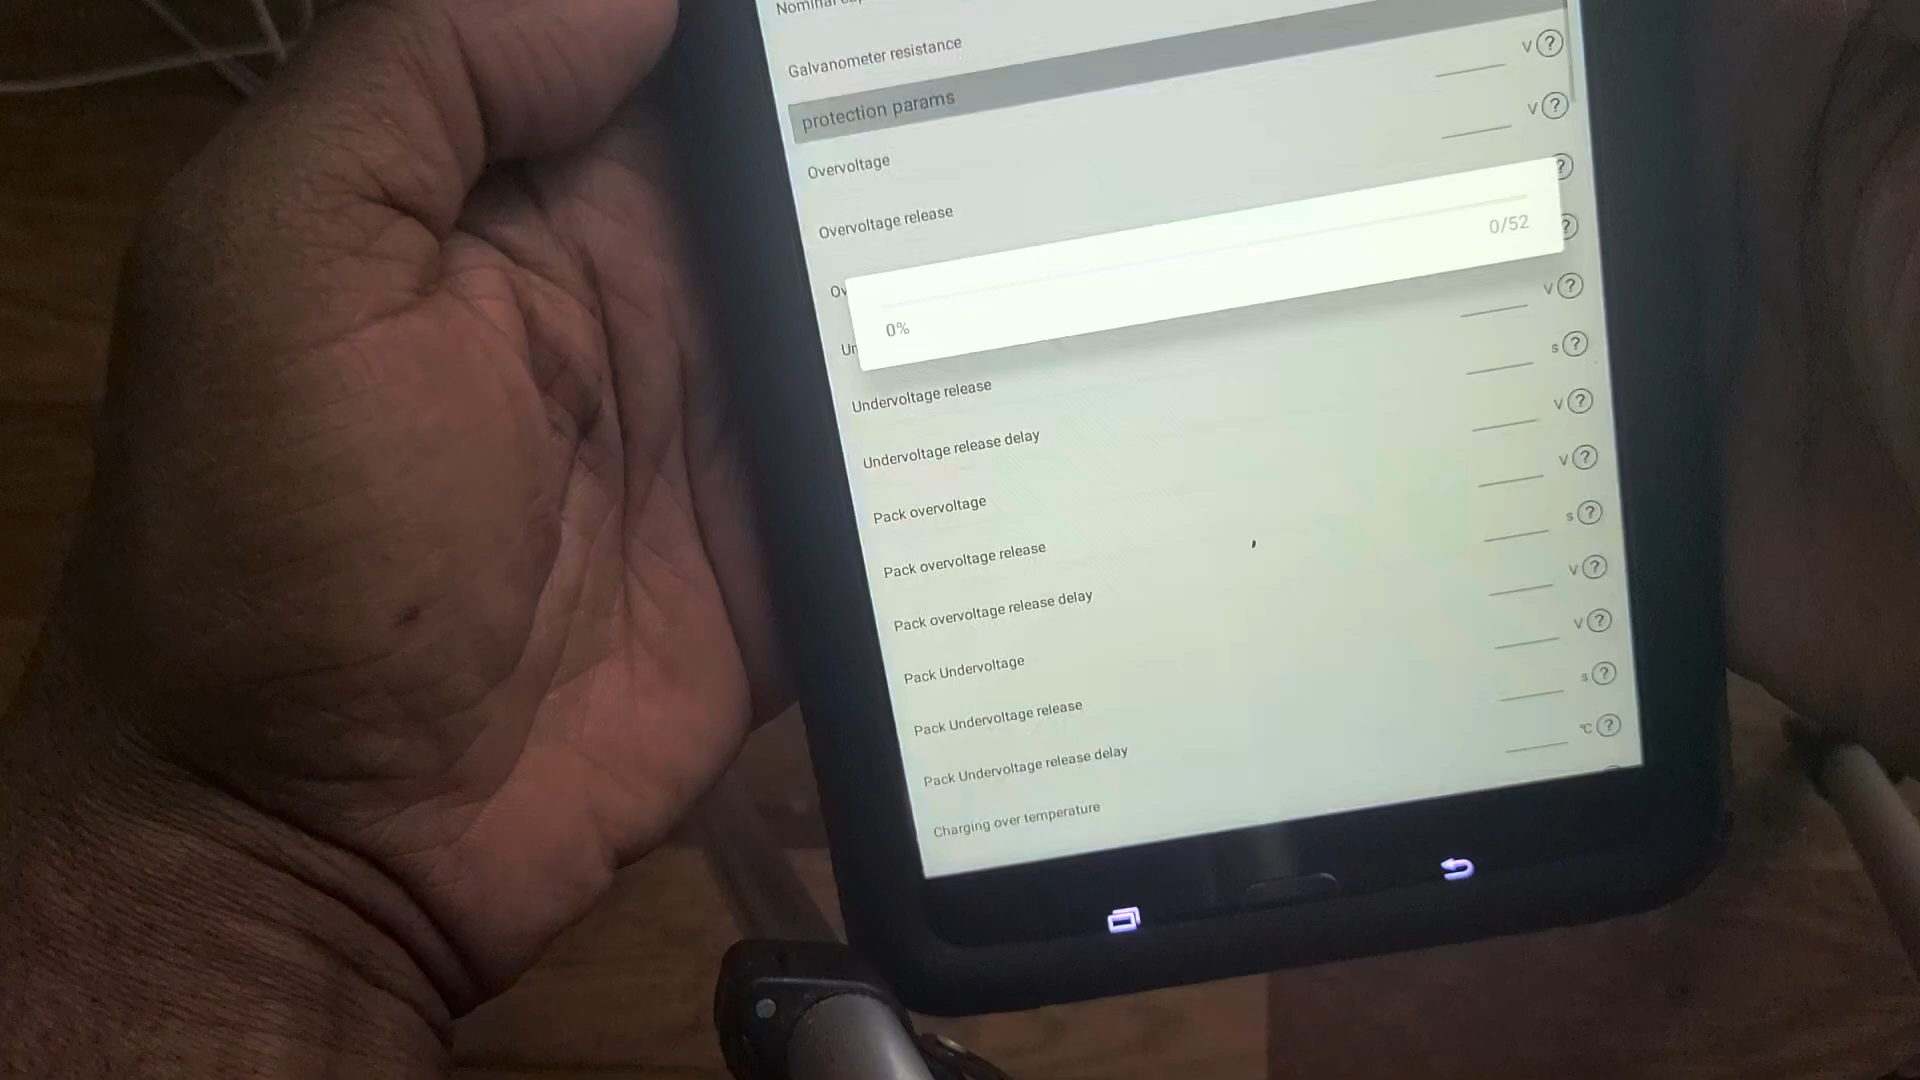 Galvanometer resistance
protection params
Overvoltage V ?
Overvoltage release V ?
Ov ?
Un ?
0/52
0%
Undervoltage release V ?
Undervoltage release delay s ?
Pack overvoltage V ?
Pack overvoltage release V ?
Pack overvoltage release delay s ?
Pack Undervoltage V ?
Pack Undervoltage release V ?
Pack Undervoltage release delay s ?
Charging over temperature °C ?